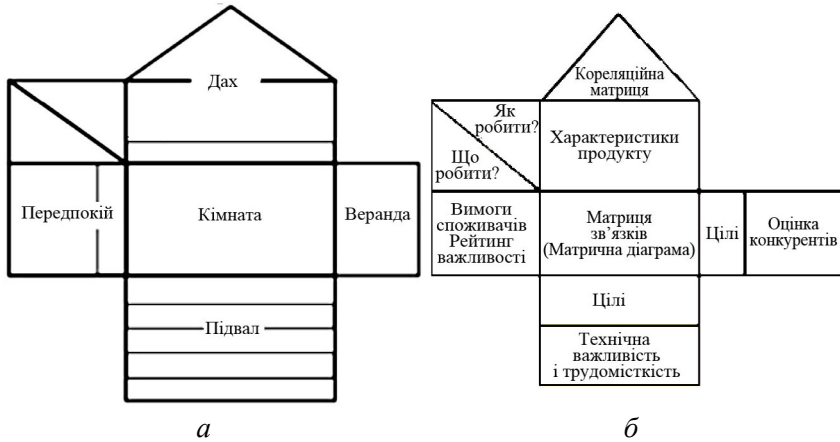 Дах
Передпокій
Кімната
Веранда
Підвал
а
Кореляційна
матриця
Як
робити?
Що
робити?
Характеристики
продукту
Вимоги
споживачів
Рейтинг
важливості
Матриця
зв’язків
(Матрична діаграма)
Цілі
Оцінка
конкурентів
Цілі
Технічна
важливість
і трудомісткість
б